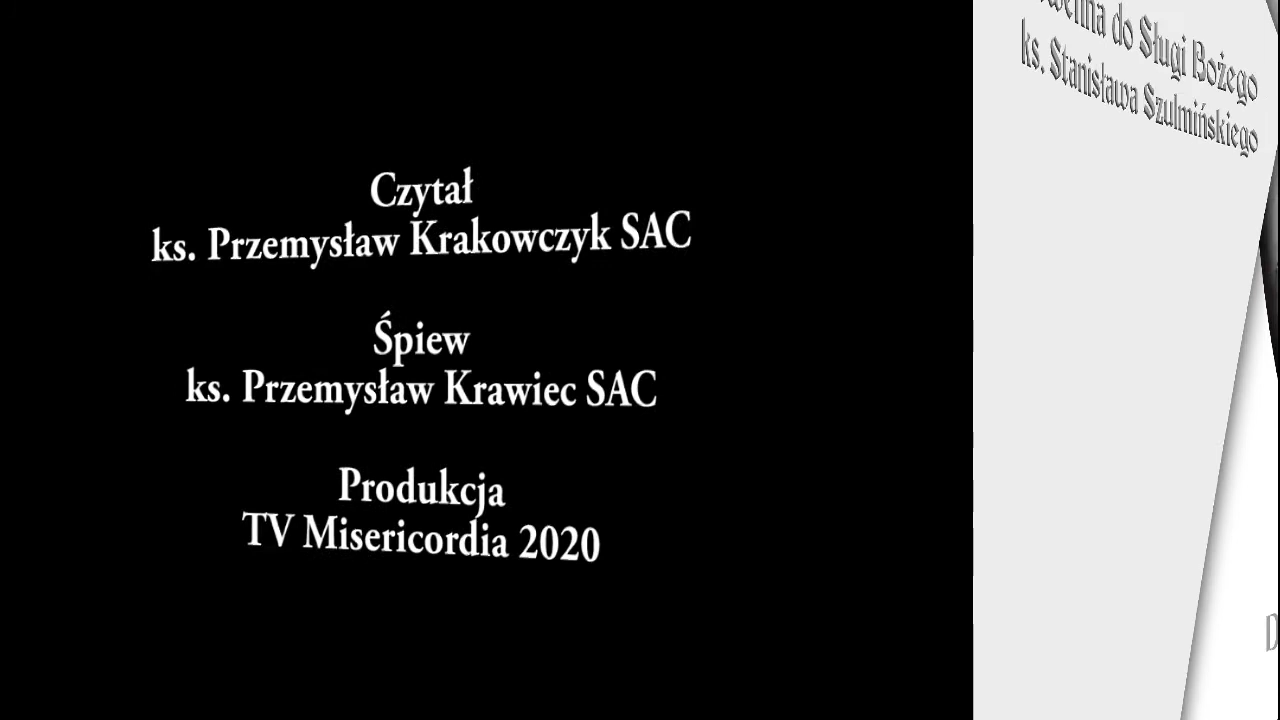 Czytał
ks. Przemysław Krakowczyk SAC
Śpiew
ks. Przemysław Krawiec SAC
Produkcja
TV Misericordia 2020
do Sługi Bożego
ks. Stanisława Szulmińskiego